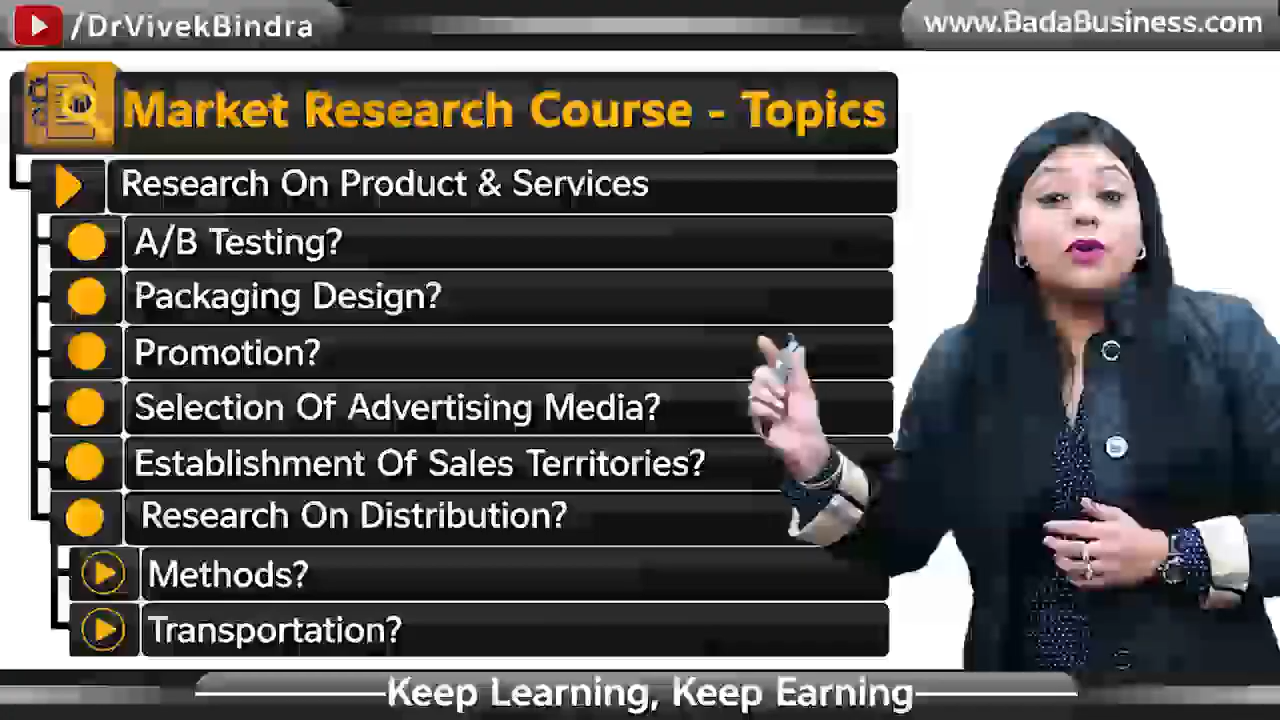 /DrVivekBindra
www.BadaBusiness.com
Market Research Course - Topics
Research On Product & Services
A/B Testing?
Packaging Design?
Promotion?
Selection Of Advertising Media?
Establishment Of Sales Territories?
Research On Distribution?
Methods?
Transportation?
Keep Learning, Keep Earning